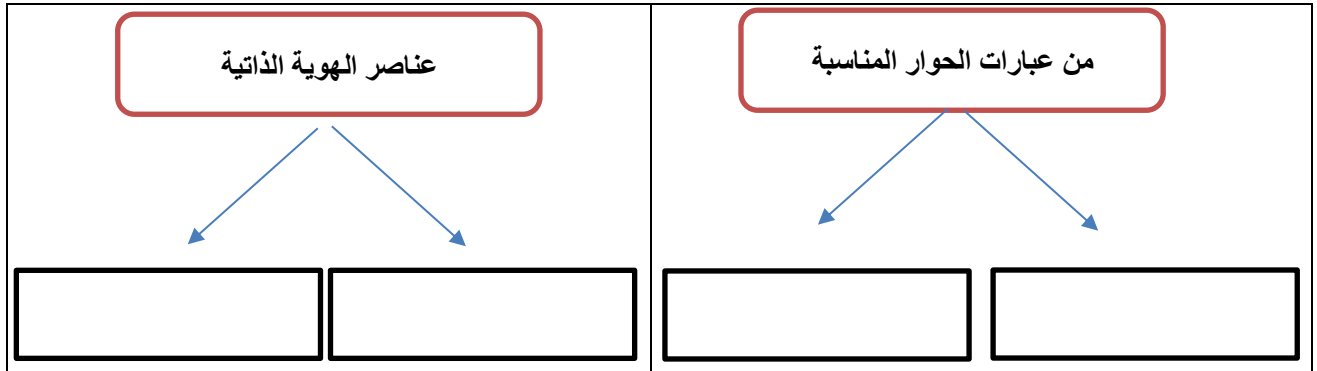 من عبارات الحوار المناسبة
عناصر الهوية الذاتية